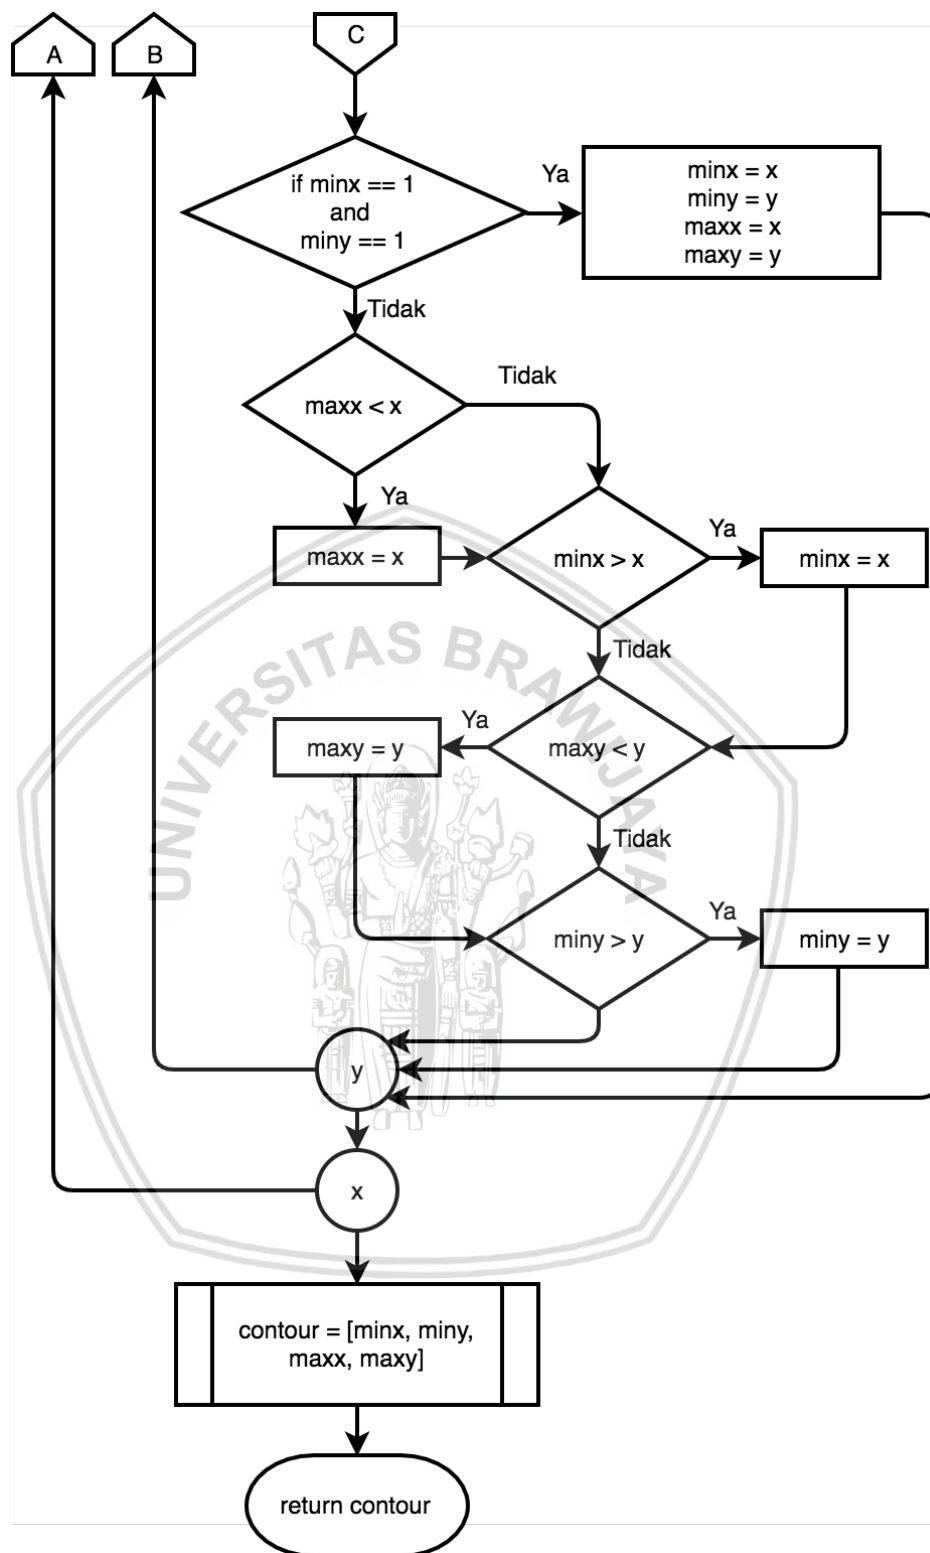 A
B
C
if minx == 1
and
miny == 1
Ya
minx = x
miny = y
maxx = x
maxy = y
Tidak
maxx < x
Tidak
Ya
maxx = x
minx > x
Ya
minx = x
Tidak
UNIVERSITAS BRAWIJAYA
maxy = y
Ya
maxy < y
Tidak
miny > y
Ya
miny = y
y
x
contour = [minx, miny,
maxx, maxy]
return contour